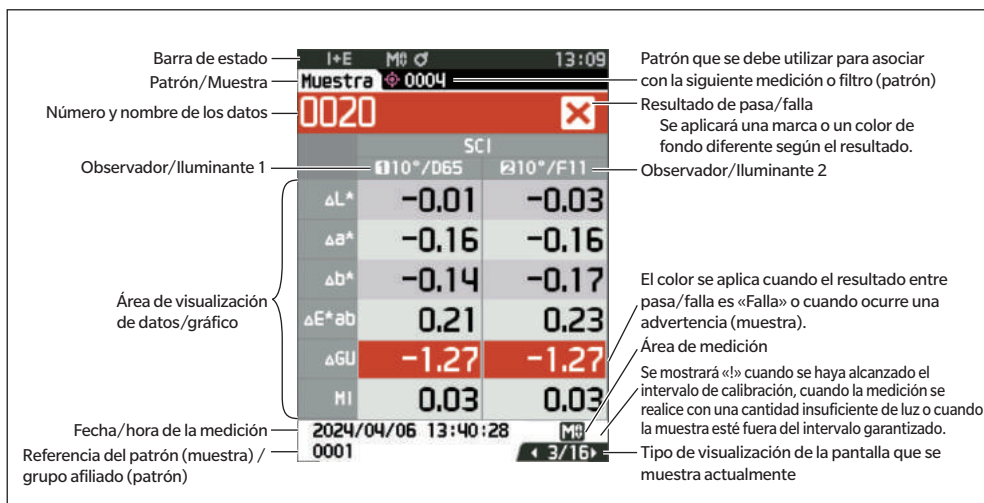 Barra de estado
Patrón/Muestra
Número y nombre de los datos
Observador/Iluminante 1
Área de visualización
de datos/gráfico
Fecha/hora de la medición
Referencia del patrón (muestra) /
grupo afiliado (patrón)
I+E M 13:09
Muestra 0004
0020
SCI
1 10°/D65 2 10°/F11
ΔL* -0.01 -0.03
Δa* -0.16 -0.16
Δb* -0.14 -0.17
ΔE*ab 0.21 0.23
ΔGU -1.27 -1.27
MI 0.03 0.03
2024/04/06 13:40:28 M
0001 3/16
Patrón que se debe utilizar para asociar
con la siguiente medición o filtro (patrón)
Resultado de pasa/falla
Se aplicará una marca o un color de
fondo diferente según el resultado.
Observador/Iluminante 2
El color se aplica cuando el resultado entre
pasa/falla es «Falla» o cuando ocurre una
advertencia (muestra).
Área de medición
Se mostrará «!» cuando se haya alcanzado el
intervalo de calibración, cuando la medición se
realice con una cantidad insuficiente de luz o cuando
la muestra esté fuera del intervalo garantizado.
Tipo de visualización de la pantalla que se
muestra actualmente